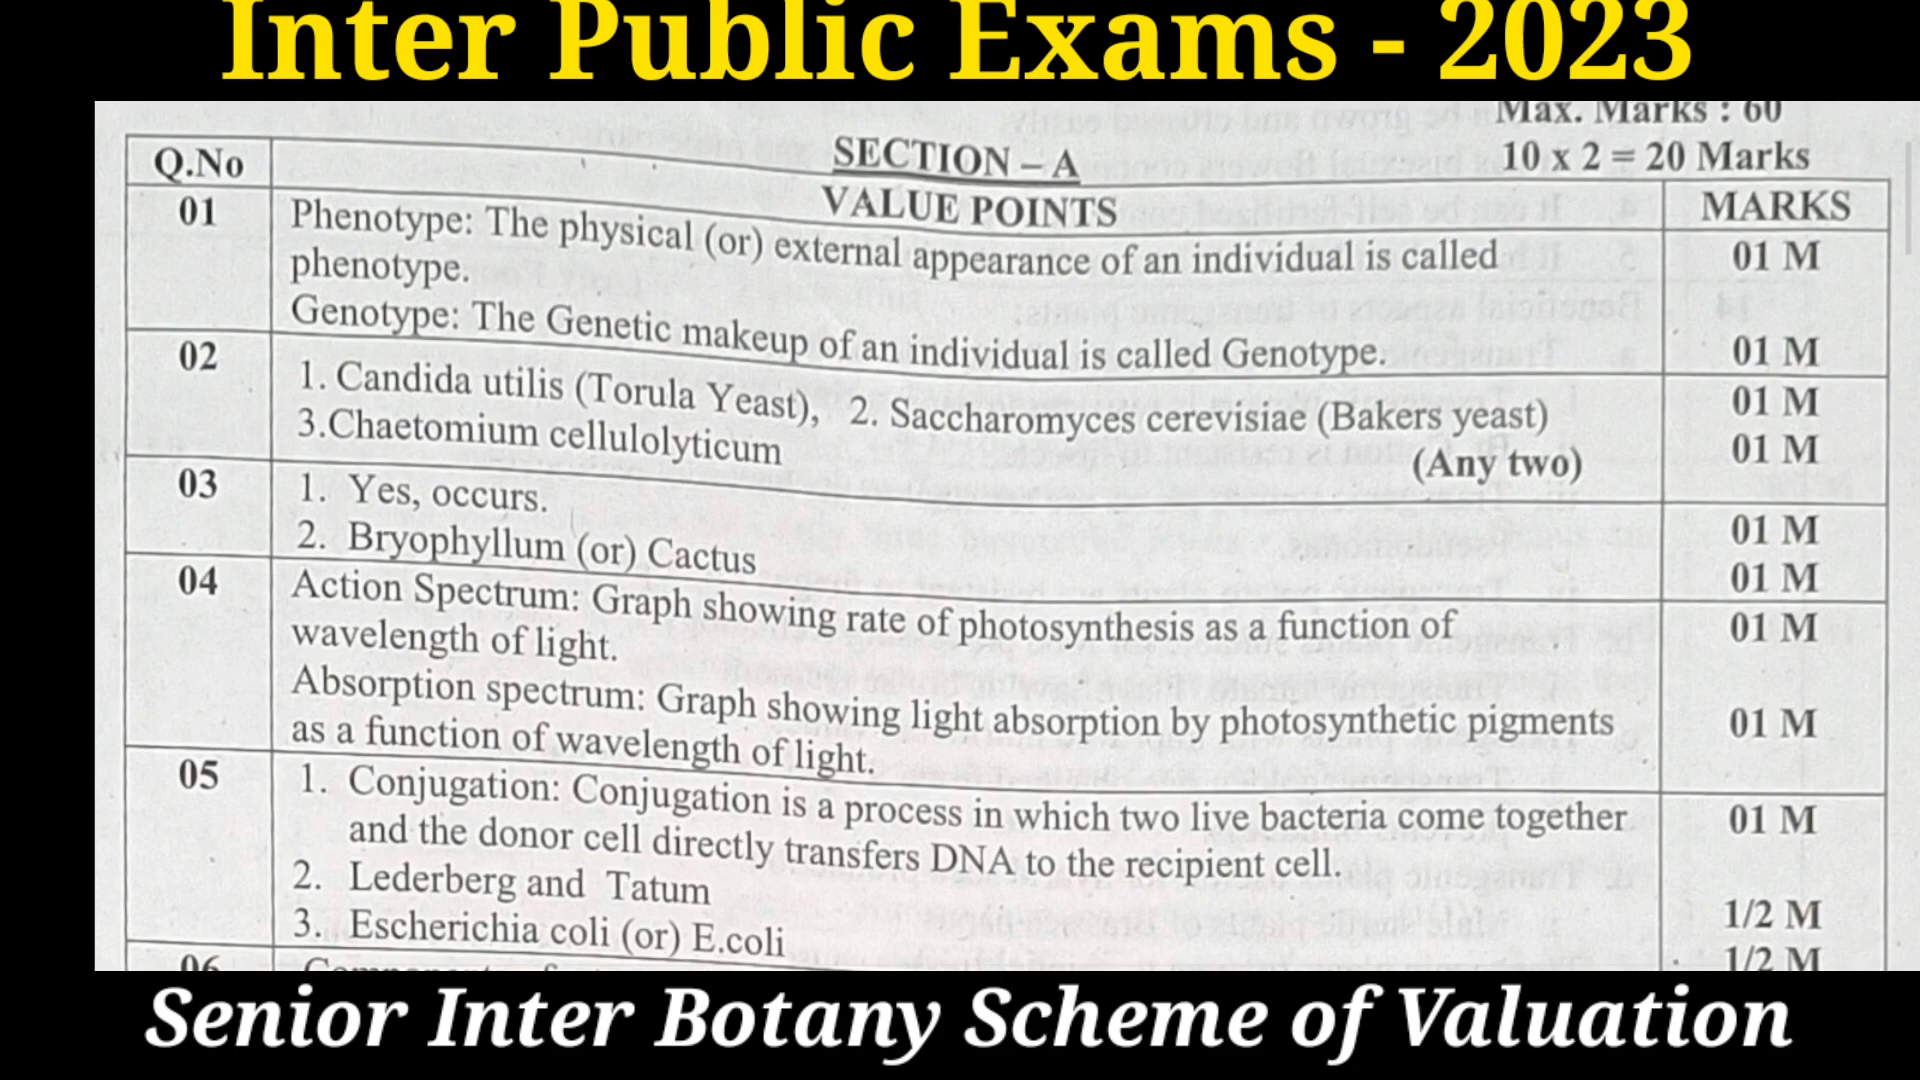 Inter Public Exams - 2023
Max. Marks : 60
SECTION – A
10 x 2 = 20 Marks
Q.No
VALUE POINTS
MARKS
01
Phenotype: The physical (or) external appearance of an individual is called
01 M
phenotype.
Genotype: The Genetic makeup of an individual is called Genotype.
01 M
02
1. Candida utilis (Torula Yeast), 2. Saccharomyces cerevisiae (Bakers yeast)
01 M
3.Chaetomium cellulolyticum
(Any two)
01 M
03
1. Yes, occurs.
01 M
2. Bryophyllum (or) Cactus
01 M
04
Action Spectrum: Graph showing rate of photosynthesis as a function of
01 M
wavelength of light.
Absorption spectrum: Graph showing light absorption by photosynthetic pigments
01 M
as a function of wavelength of light.
05
1. Conjugation: Conjugation is a process in which two live bacteria come together
01 M
and the donor cell directly transfers DNA to the recipient cell.
2. Lederberg and Tatum
1/2 M
3. Escherichia coli (or) E.coli
1/2 M
06
Senior Inter Botany Scheme of Valuation